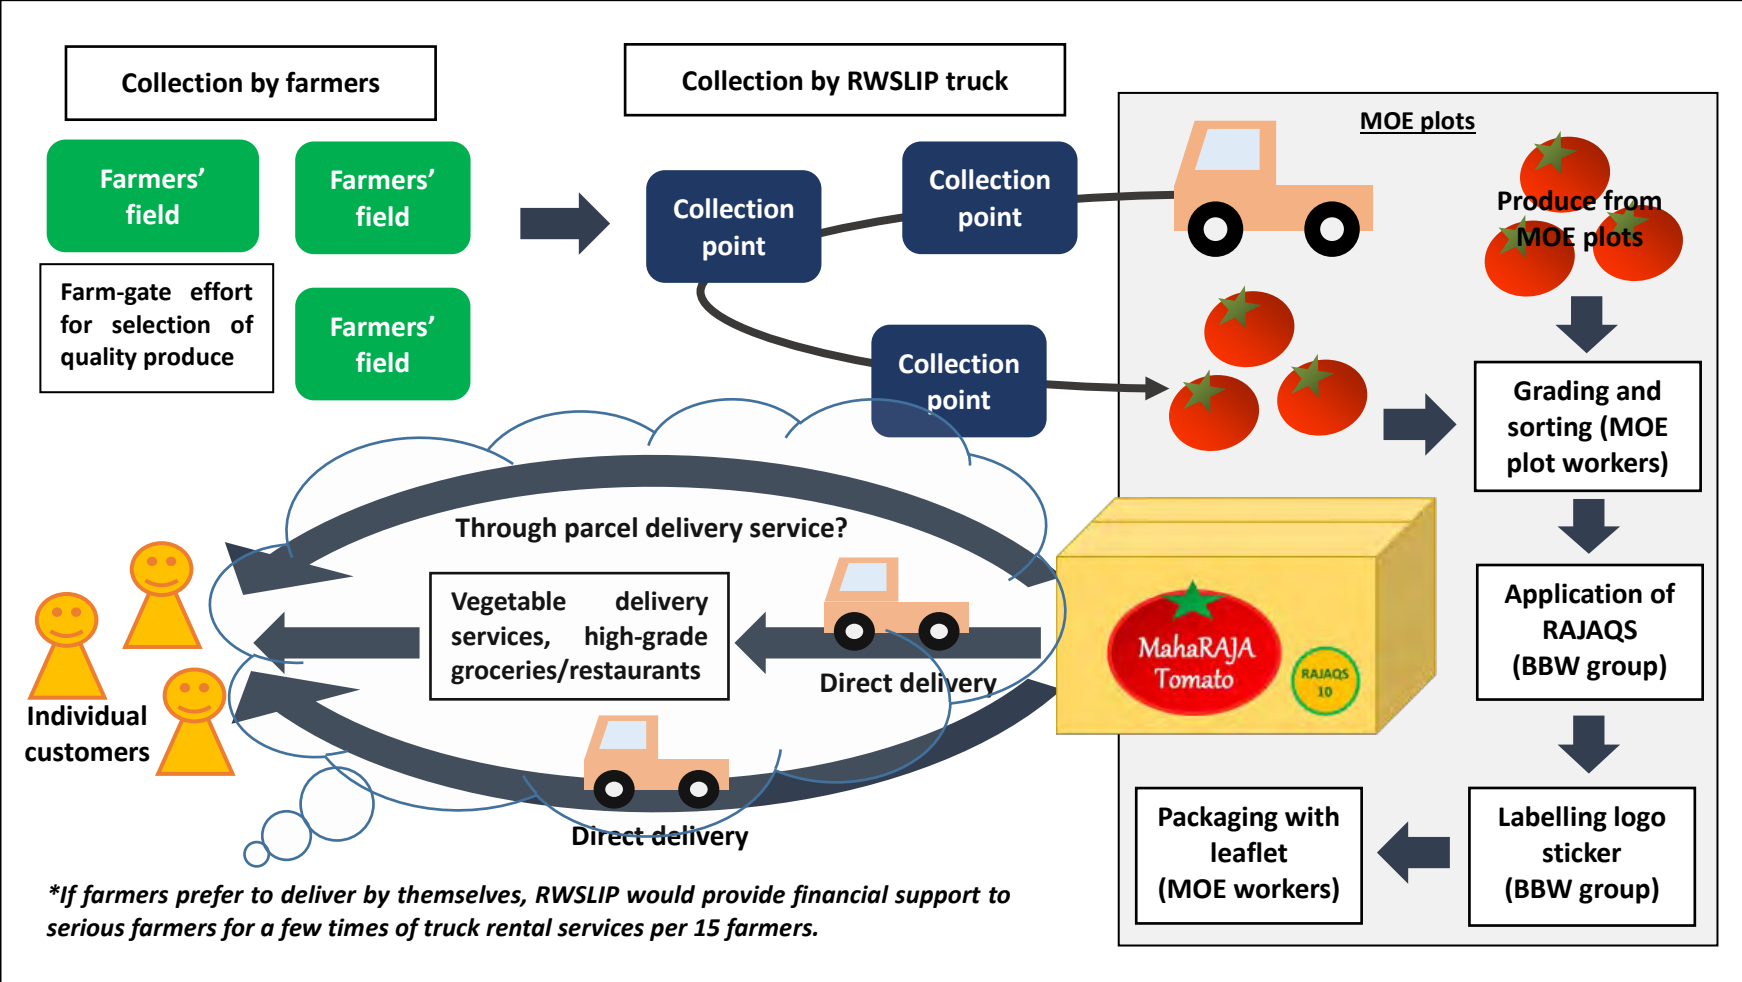 Collection by farmers
Collection by RWSLIP truck
MOE plots
Farmers’
field
Farmers’
field
Farmers’
field
Farm-gate effort
for selection of
quality produce
Collection
point
Collection
point
Collection
point
Produce from
MOE plots
Grading and
sorting (MOE
plot workers)
Application of
RAJAQS
(BBW group)
Labelling logo
sticker
(BBW group)
Packaging with
leaflet
(MOE workers)
MahaRAJA
Tomato
RAJAQS
10
Through parcel delivery service?
Vegetable delivery
services, high-grade
groceries/restaurants
Direct delivery
Direct delivery
Individual
customers
*If farmers prefer to deliver by themselves, RWSLIP would provide financial support to
serious farmers for a few times of truck rental services per 15 farmers.